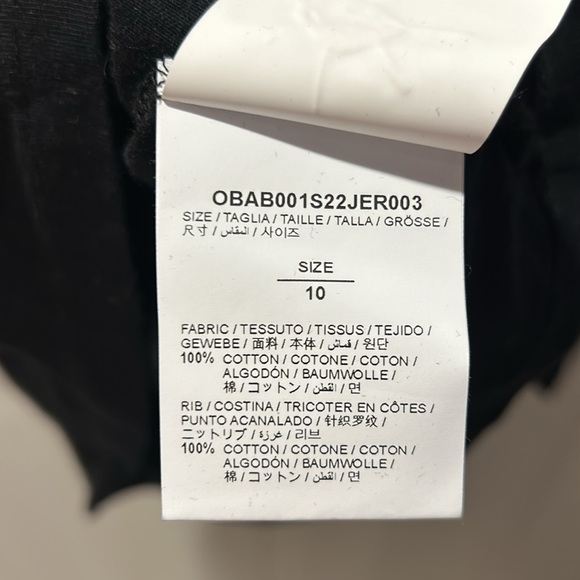 OBAB001S22JER003
SIZE / TAGLIA / TAILLE / TALLA / GRÖSSE /
尺寸 / المقاس / 사이즈
SIZE
10
FABRIC / TESSUTO / TISSUS / TEJIDO /
GEWEBE / 面料 / 本体 / قماش / 원단
100% COTTON / COTONE / COTON /
ALGODÓN / BAUMWOLLE /
棉 / コットン / القطن / 면
RIB / COSTINA / TRICOTER EN CÔTES /
PUNTO ACANALADO / 针织罗纹 /
ニットリブ / غرزة / 리브
100% COTTON / COTONE / COTON /
ALGODÓN / BAUMWOLLE /
棉 / コットン / القطن / 면